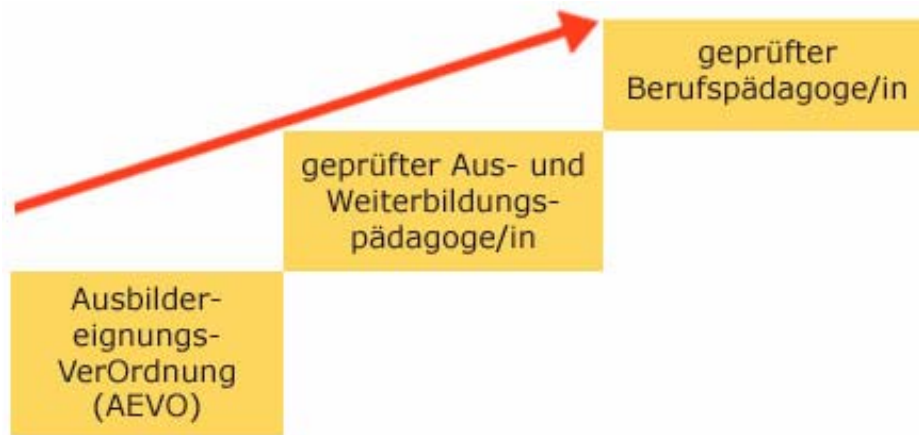 geprüfter
Berufspädagoge/in
geprüfter Aus- und
Weiterbildungs-
pädagoge/in
Ausbilder-
eignungs-
VerOrdnung
(AEVO)